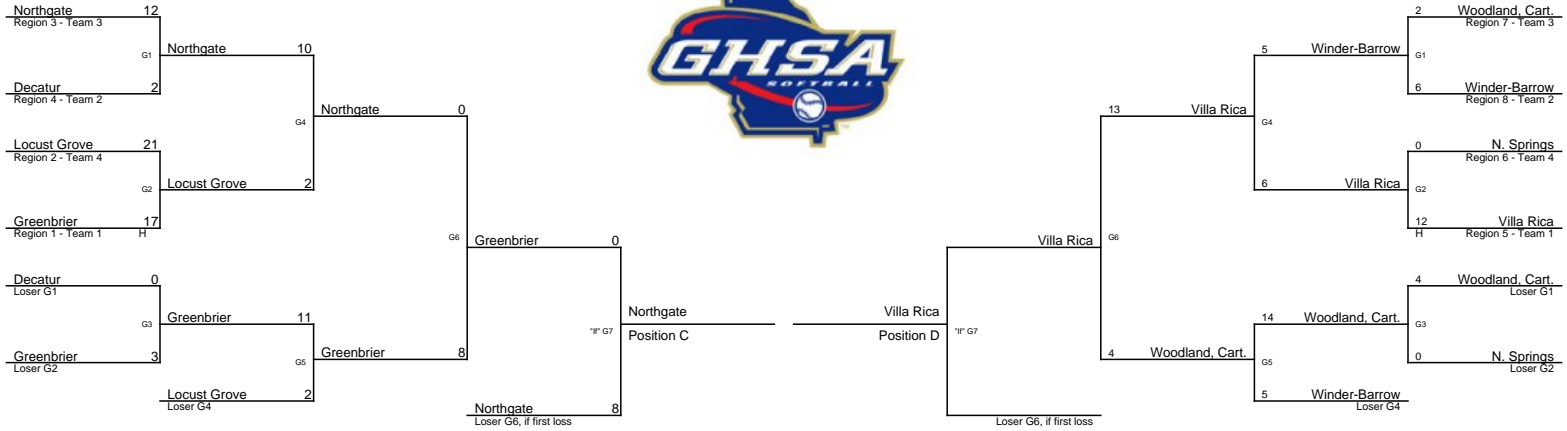 Northgate 12
Region 3 - Team 3
G1
Decatur 2
Region 4 - Team 2
Northgate 10
G4
Locust Grove 21
Region 2 - Team 4
G2
Greenbrier 17
Region 1 - Team 1 H
Locust Grove 2
Northgate 0
G6
Decatur 0
Loser G1
G3
Greenbrier 3
Loser G2
Greenbrier 11
G5
Locust Grove 2
Loser G4
Greenbrier 8
Greenbrier 0
"If" G7
Northgate 8
Loser G6, if first loss
Northgate
Position C
GHSA
SOFTBALL
TM
Villa Rica
Position D
"If" G7
Villa Rica
Loser G6, if first loss
13 Villa Rica
G6
4 Woodland, Cart.
5 Winder-Barrow
G4
6 Villa Rica
14 Woodland, Cart.
G5
5 Winder-Barrow
Loser G4
2 Woodland, Cart.
Region 7 - Team 3
G1
6 Winder-Barrow
Region 8 - Team 2
0 N. Springs
Region 6 - Team 4
G2
12 Villa Rica
H Region 5 - Team 1
4 Woodland, Cart.
Loser G1
G3
0 N. Springs
Loser G2